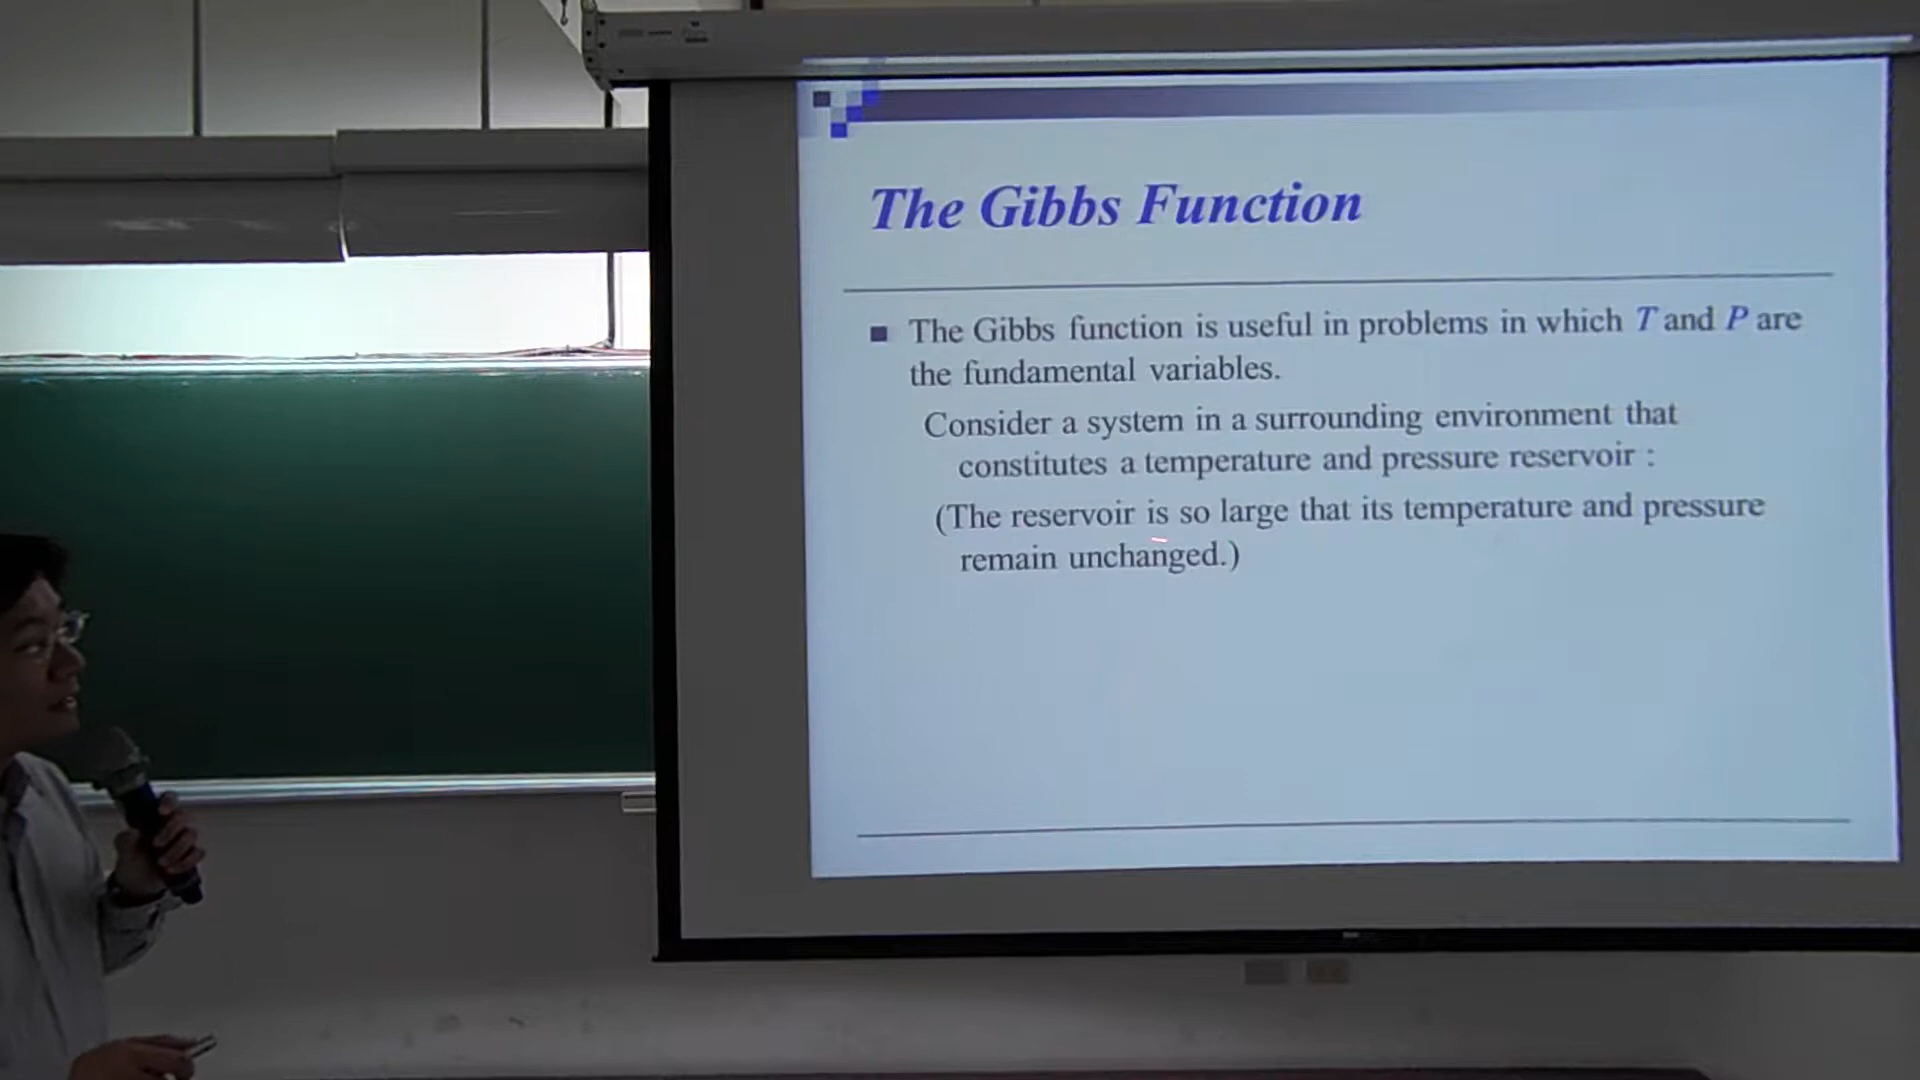 The Gibbs Function
The Gibbs function is useful in problems in which T and P are
the fundamental variables.
Consider a system in a surrounding environment that
constitutes a temperature and pressure reservoir :
(The reservoir is so large that its temperature and pressure
remain unchanged.)